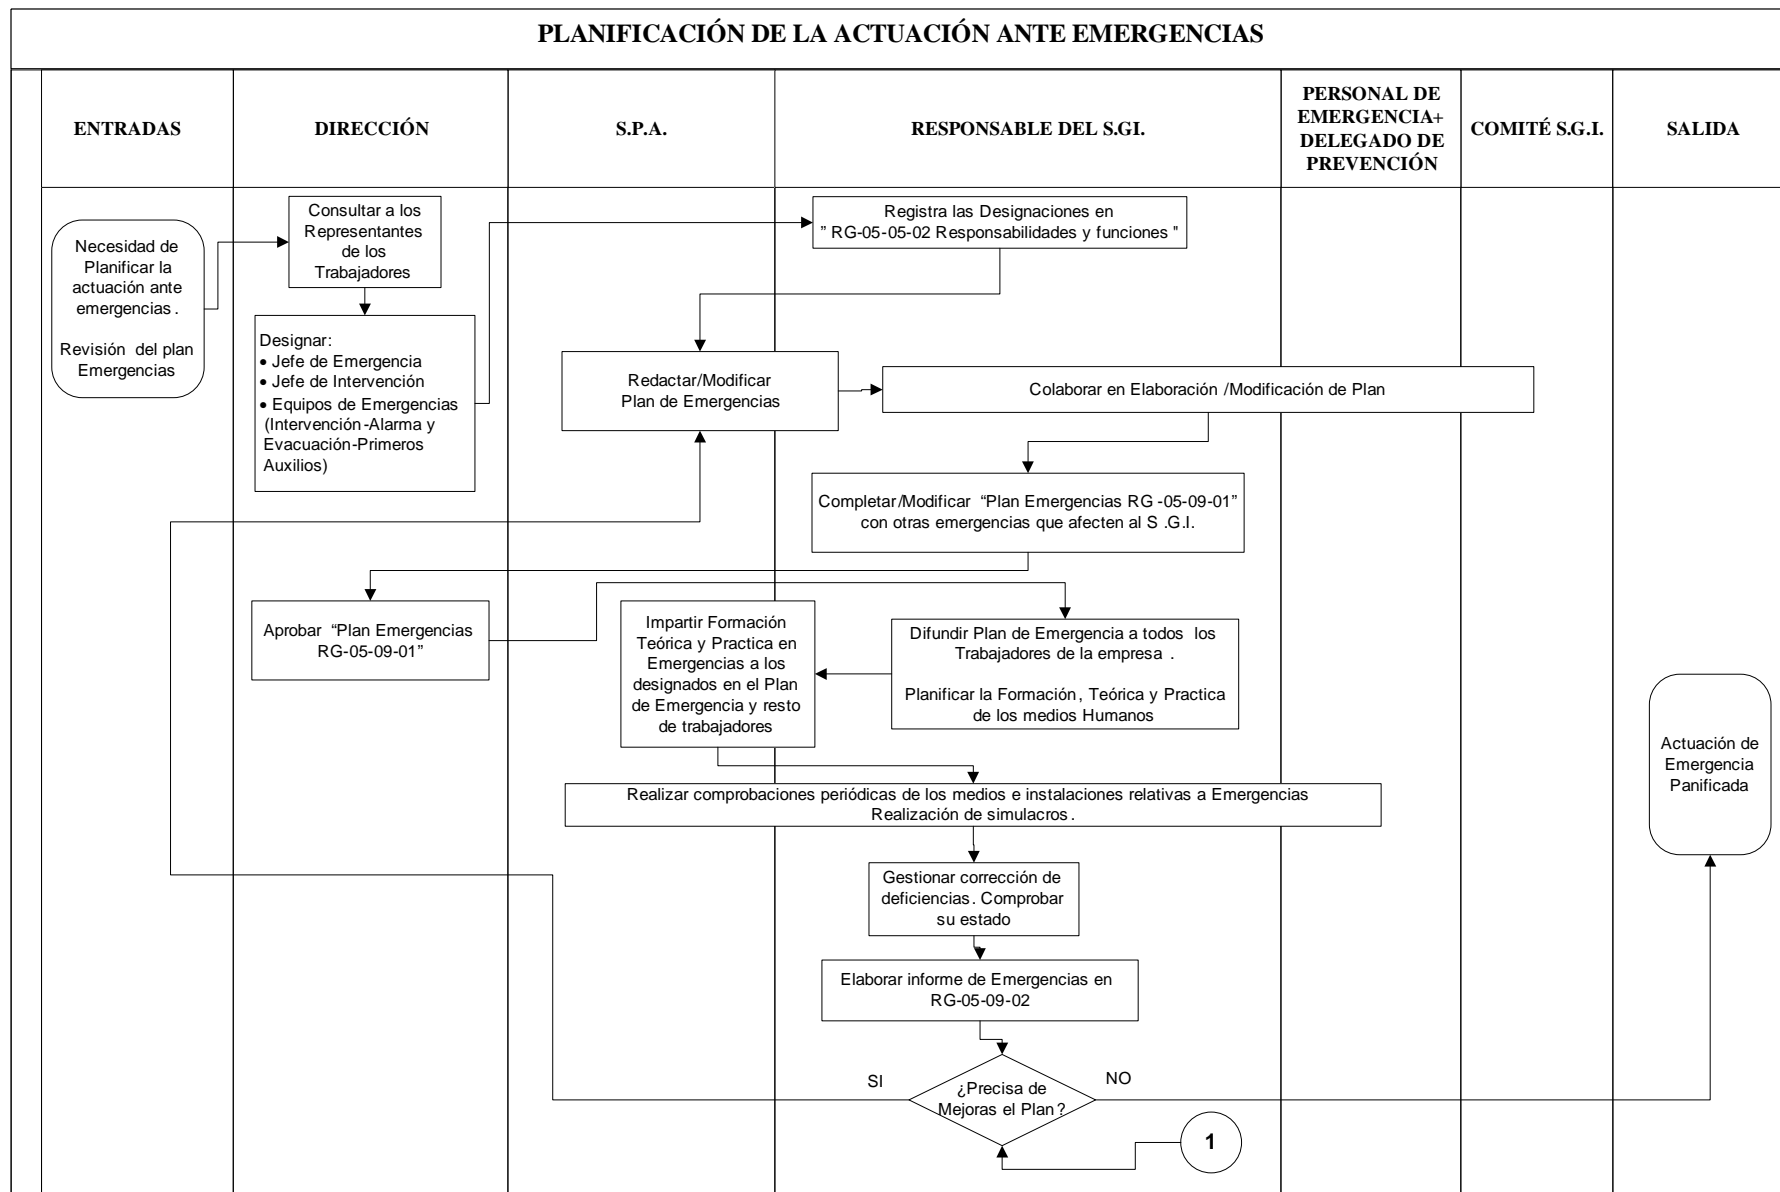 PLANIFICACIÓN DE LA ACTUACIÓN ANTE EMERGENCIAS
ENTRADAS
DIRECCIÓN
S.P.A.
RESPONSABLE DEL S.GI.
PERSONAL DE
EMERGENCIA+
DELEGADO DE
PREVENCIÓN
COMITÉ S.G.I.
SALIDA
Necesidad de
Planificar la
actuación ante
emergencias.
Revisión del plan
Emergencias
Consultar a los
Representantes
de los
Trabajadores
Registra las Designaciones en
" RG-05-05-02 Responsabilidades y funciones "
Designar:
• Jefe de Emergencia
• Jefe de Intervención
• Equipos de Emergencias
(Intervención-Alarma y
Evacuación-Primeros
Auxilios)
Redactar/Modificar
Plan de Emergencias
Colaborar en Elaboración /Modificación de Plan
Completar/Modificar “Plan Emergencias RG -05-09-01”
con otras emergencias que afecten al S .G.I.
Aprobar “Plan Emergencias
RG-05-09-01”
Impartir Formación
Teórica y Practica en
Emergencias a los
designados en el Plan
de Emergencia y resto
de trabajadores
Difundir Plan de Emergencia a todos los
Trabajadores de la empresa .
Planificar la Formación, Teórica y Practica
de los medios Humanos
Actuación de
Emergencia
Panificada
Realizar comprobaciones periódicas de los medios e instalaciones relativas a Emergencias
Realización de simulacros.
Gestionar corrección de
deficiencias. Comprobar
su estado
Elaborar informe de Emergencias en
RG-05-09-02
SI
¿Precisa de
Mejoras el Plan?
NO
1